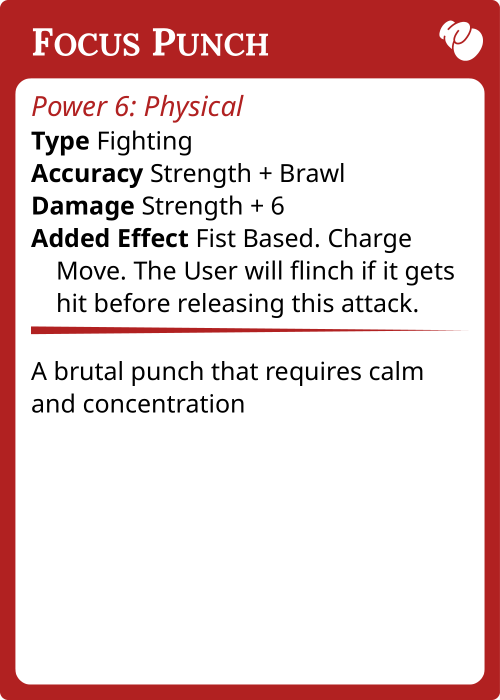 Focus Punch
Power 6: Physical
Type Fighting
Accuracy Strength + Brawl
Damage Strength + 6
Added Effect Fist Based. Charge
Move. The User will flinch if it gets
hit before releasing this attack.
A brutal punch that requires calm
and concentration